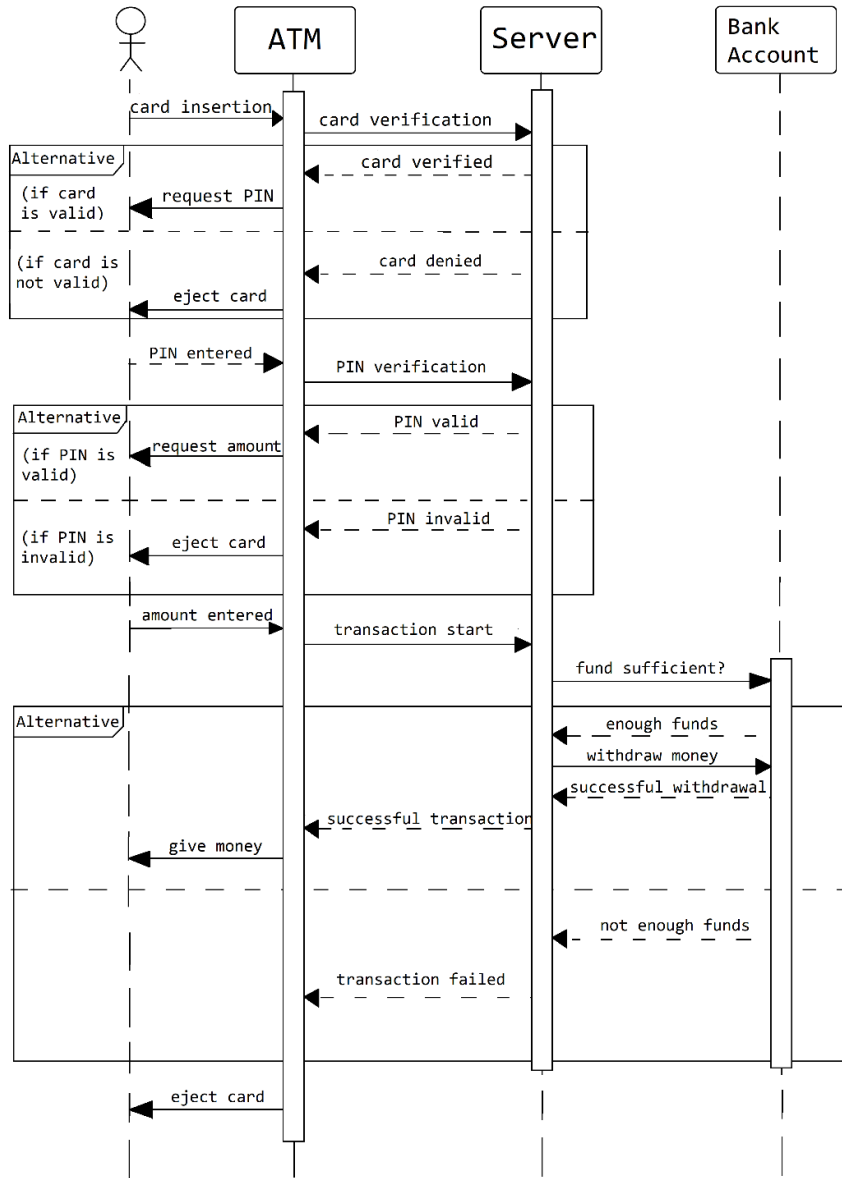 ATM
Server
Bank
Account
card insertion
card verification
Alternative
card verified
(if card
is valid)
request PIN
(if card is
not valid)
card denied
eject card
PIN entered
PIN verification
Alternative
PIN valid
(if PIN is
valid)
request amount
PIN invalid
(if PIN is
invalid)
eject card
amount entered
transaction start
fund sufficient?
Alternative
enough funds
withdraw money
successful withdrawal
successful transaction
give money
not enough funds
transaction failed
eject card